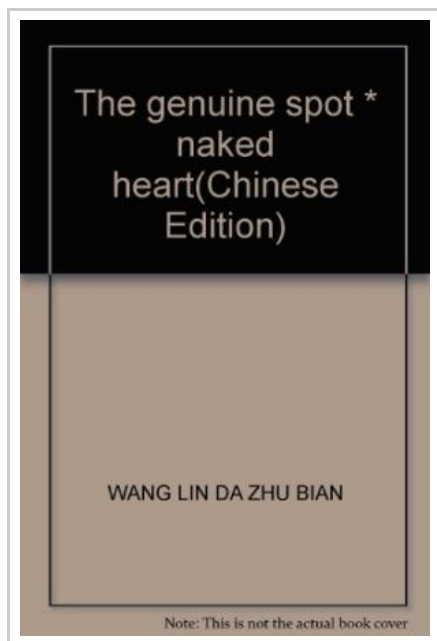 The genuine spot *
naked
heart(Chinese
Edition)
WANG LIN DA ZHU BIAN
Note: This is not the actual book cover